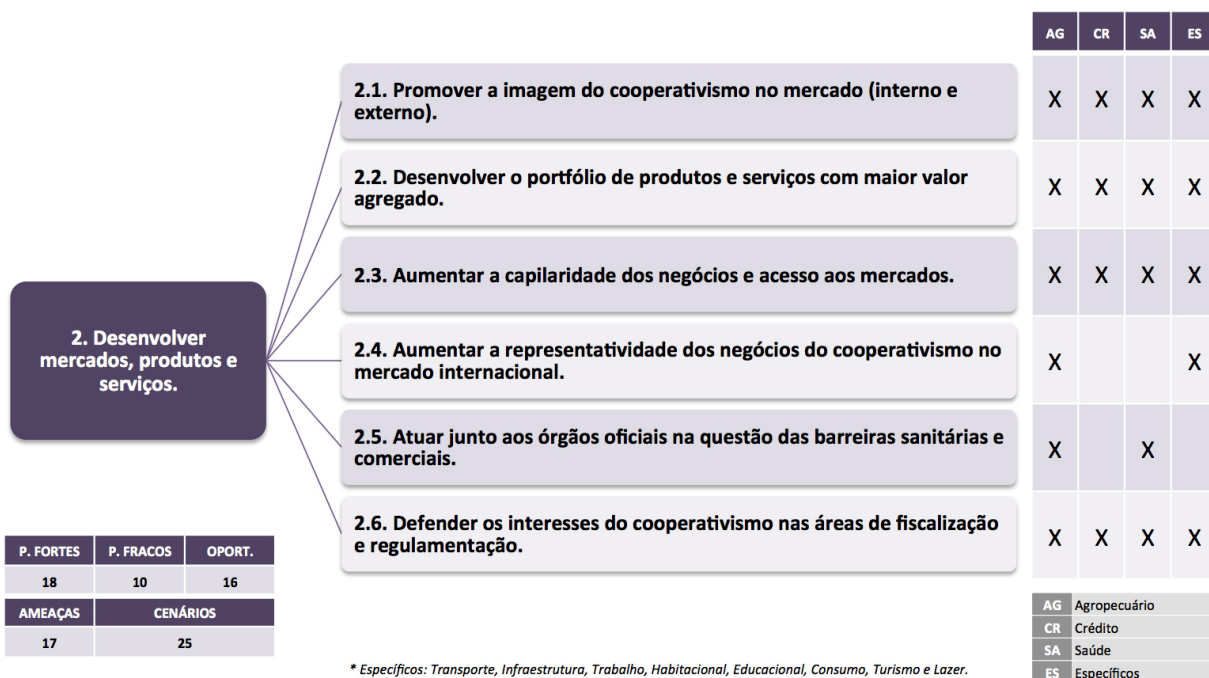 AG CR SA ES
2.1. Promover a imagem do cooperativismo no mercado (interno e
externo).
X X X X
2.2. Desenvolver o portfólio de produtos e serviços com maior valor
agregado.
X X X X
2.3. Aumentar a capilaridade dos negócios e acesso aos mercados.
X X X X
2. Desenvolver
mercados, produtos e
serviços.
2.4. Aumentar a representatividade dos negócios do cooperativismo no
mercado internacional.
X X
2.5. Atuar junto aos órgãos oficiais na questão das barreiras sanitárias e
comerciais.
X X
2.6. Defender os interesses do cooperativismo nas áreas de fiscalização
e regulamentação.
X X X X
P. FORTES P. FRACOS OPORT.
18 10 16
AMEAÇAS CENÁRIOS
17 25
AG Agropecuário
CR Crédito
SA Saúde
ES Específicos
* Específicos: Transporte, Infraestrutura, Trabalho, Habitacional, Educacional, Consumo, Turismo e Lazer.